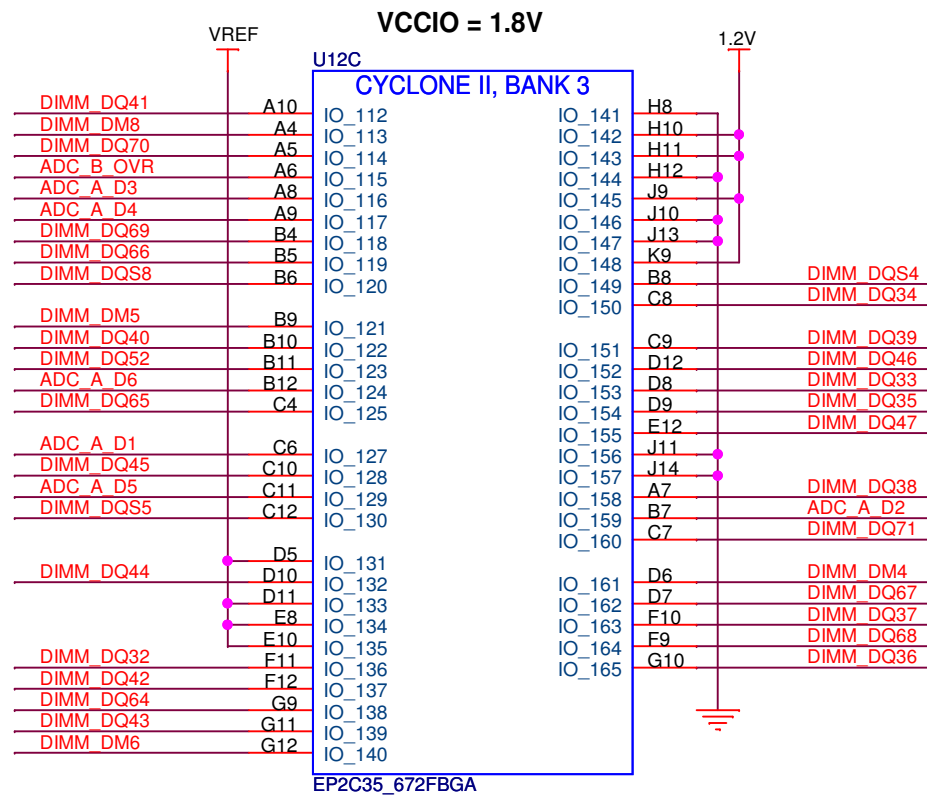 VCCIO = 1.8V
VREF
1.2V
U12C
CYCLONE II, BANK 3
DIMM_DQ41 A10 IO_112 IO_141 H8
DIMM_DM8 A4 IO_113 IO_142 H10
DIMM_DQ70 A5 IO_114 IO_143 H11
ADC_B_OVR A6 IO_115 IO_144 H12
ADC_A_D3 A8 IO_116 IO_145 J9
ADC_A_D4 A9 IO_117 IO_146 J10
DIMM_DQ69 B4 IO_118 IO_147 J13
DIMM_DQ66 B5 IO_119 IO_148 K9
DIMM_DQS8 B6 IO_120 IO_149 B8 DIMM_DQS4
IO_150 C8 DIMM_DQ34
DIMM_DM5 B9 IO_121
DIMM_DQ40 B10 IO_122 IO_151 C9 DIMM_DQ39
DIMM_DQ52 B11 IO_123 IO_152 D12 DIMM_DQ46
ADC_A_D6 B12 IO_124 IO_153 D8 DIMM_DQ33
DIMM_DQ65 C4 IO_125 IO_154 D9 DIMM_DQ35
IO_155 E12 DIMM_DQ47
ADC_A_D1 C6 IO_127 IO_156 J11
DIMM_DQ45 C10 IO_128 IO_157 J14
ADC_A_D5 C11 IO_129 IO_158 A7 DIMM_DQ38
DIMM_DQS5 C12 IO_130 IO_159 B7 ADC_A_D2
IO_160 C7 DIMM_DQ71
D5 IO_131
DIMM_DQ44 D10 IO_132 IO_161 D6 DIMM_DM4
D11 IO_133 IO_162 D7 DIMM_DQ67
E8 IO_134 IO_163 F10 DIMM_DQ37
E10 IO_135 IO_164 F9 DIMM_DQ68
DIMM_DQ32 F11 IO_136 IO_165 G10 DIMM_DQ36
DIMM_DQ42 F12 IO_137
DIMM_DQ64 G9 IO_138
DIMM_DQ43 G11 IO_139
DIMM_DM6 G12 IO_140
EP2C35_672FBGA